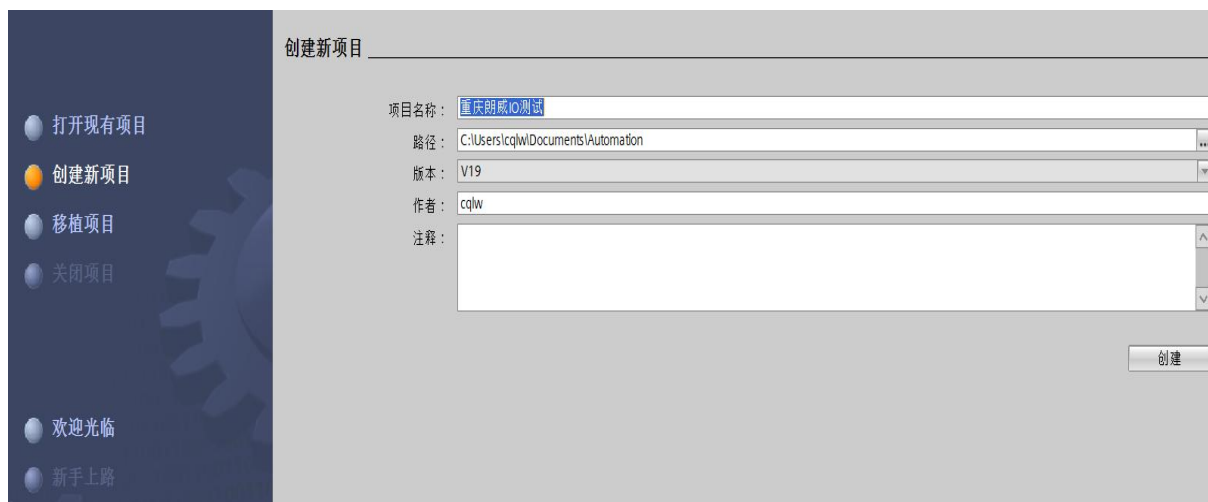 打开现有项目
创建新项目
移植项目
关闭项目
欢迎光临
新手上路
创建新项目
项目名称：
重庆朗威IO测试
路径：
C:\Users\cqlw\Documents\Automation
...
版本：
V19
作者：
cqlw
注释：
创建